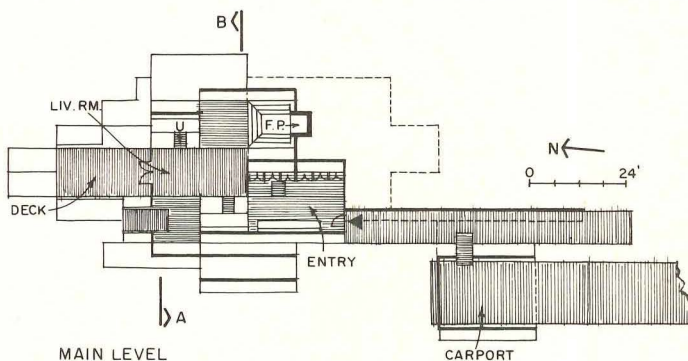 B
LIV. RM.
U
F.P.
N
0 24'
DECK
ENTRY
A
MAIN LEVEL
CARPORT